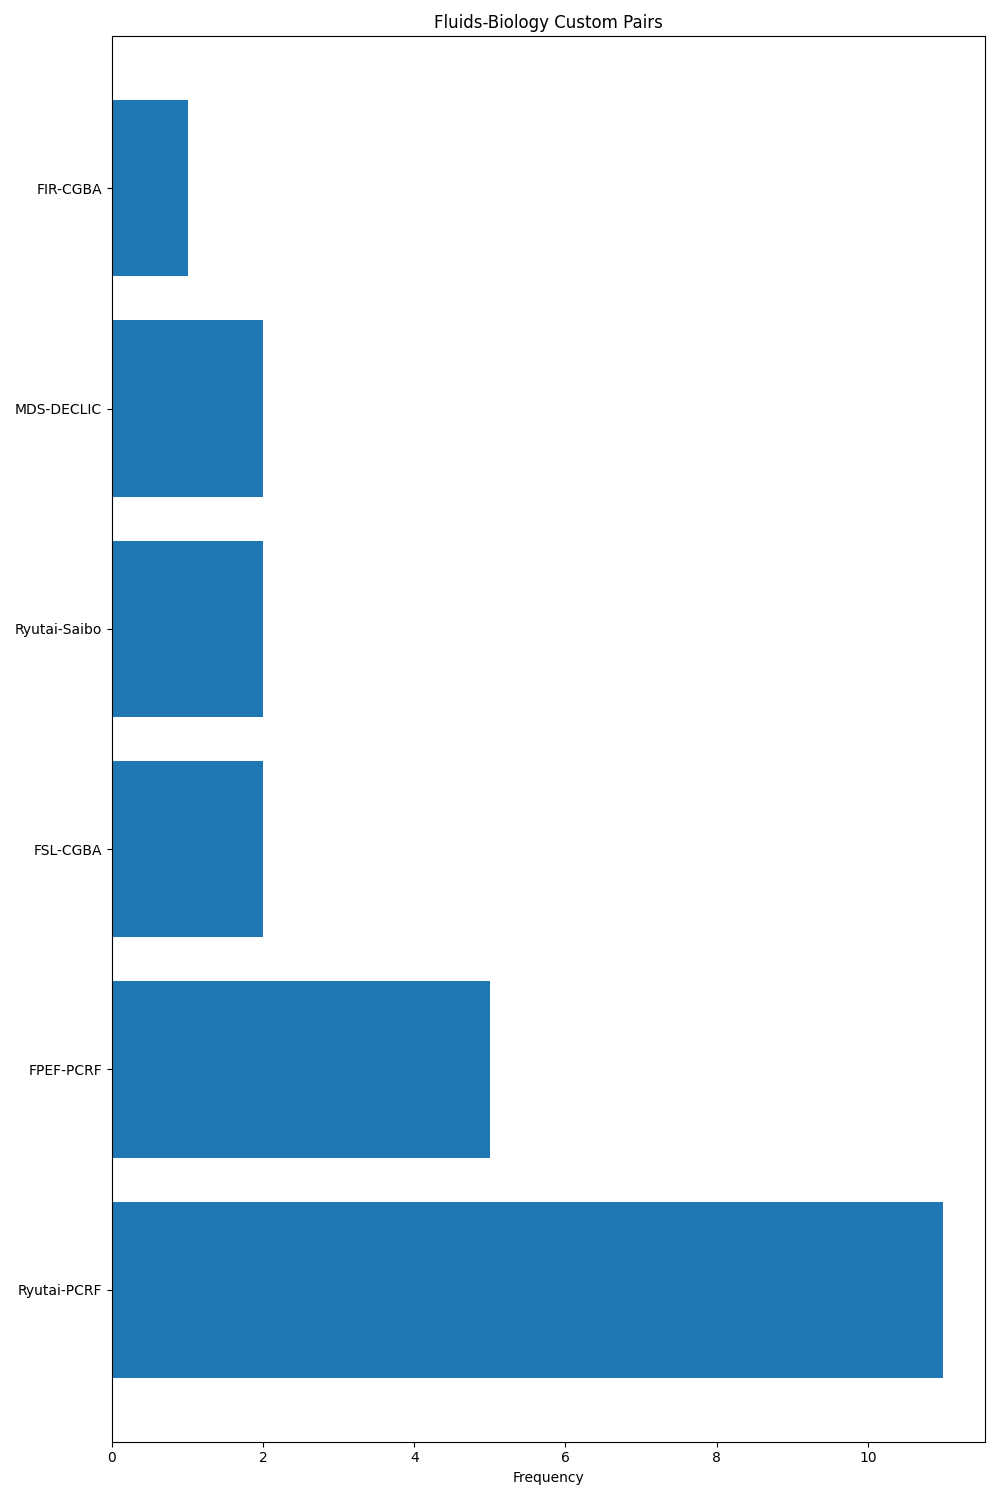 Fluids-Biology Custom Pairs
FIR-CGBA
MDS-DECLIC
Ryutai-Saibo
FSL-CGBA
FPEF-PCRF
Ryutai-PCRF
0 2 4 6 8 10
Frequency